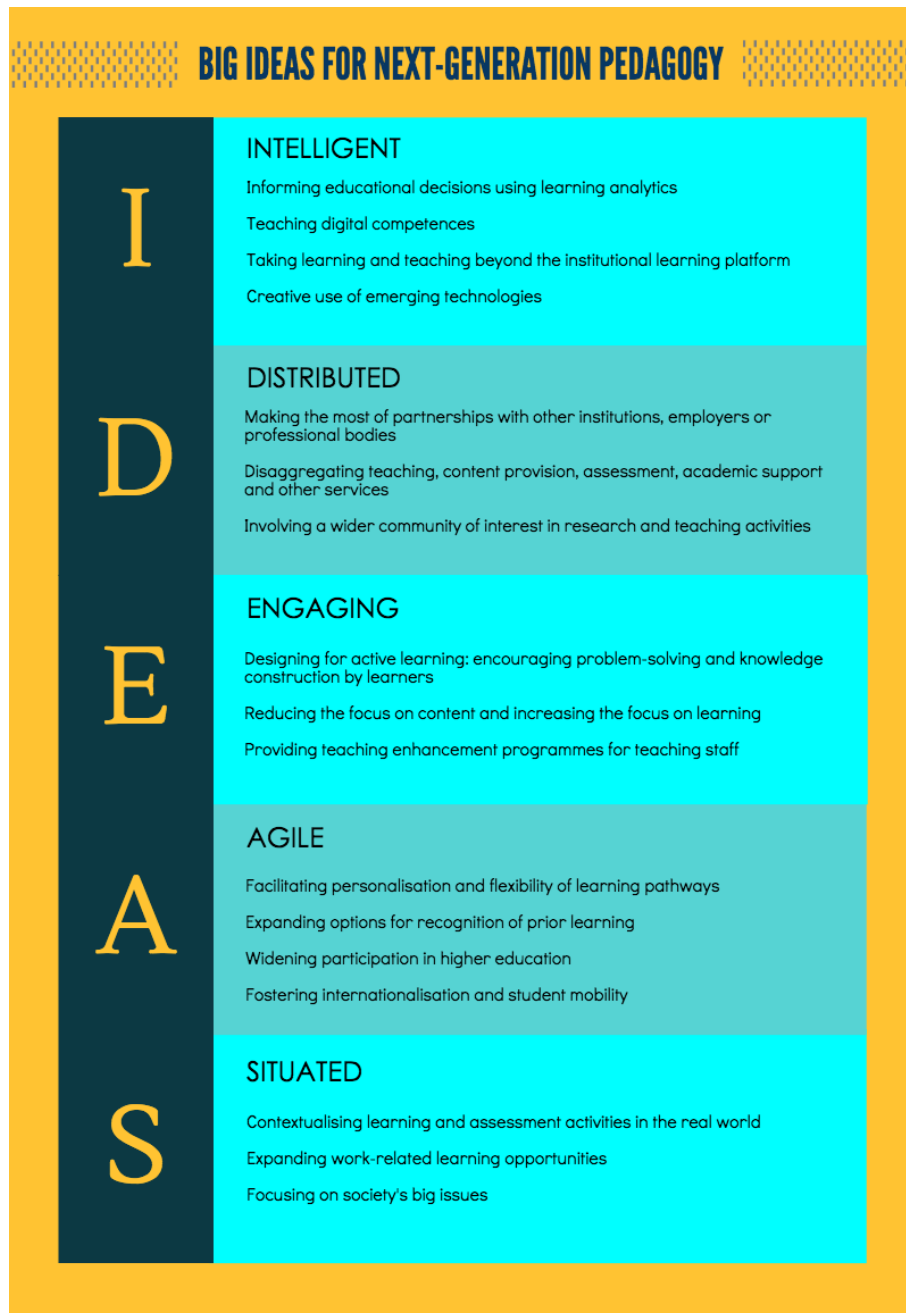 BIG IDEAS FOR NEXT-GENERATION PEDAGOGY
I
INTELLIGENT
Informing educational decisions using learning analytics
Teaching digital competences
Taking learning and teaching beyond the institutional learning platform
Creative use of emerging technologies
D
DISTRIBUTED
Making the most of partnerships with other institutions, employers or
professional bodies
Disaggregating teaching, content provision, assessment, academic support
and other services
Involving a wider community of interest in research and teaching activities
E
ENGAGING
Designing for active learning: encouraging problem-solving and knowledge
construction by learners
Reducing the focus on content and increasing the focus on learning
Providing teaching enhancement programmes for teaching staff
A
AGILE
Facilitating personalisation and flexibility of learning pathways
Expanding options for recognition of prior learning
Widening participation in higher education
Fostering internationalisation and student mobility
S
SITUATED
Contextualising learning and assessment activities in the real world
Expanding work-related learning opportunities
Focusing on society's big issues